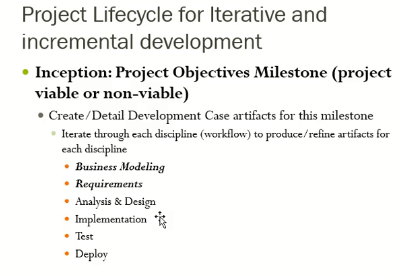 Project Lifecycle for Iterative and
incremental development
Inception: Project Objectives Milestone (project
viable or non-viable)
Create/Detail Development Case artifacts for this milestone
Iterate through each discipline (workflow) to produce/refine artifacts for
each discipline
Business Modeling
Requirements
Analysis & Design
Implementation
Test
Deploy